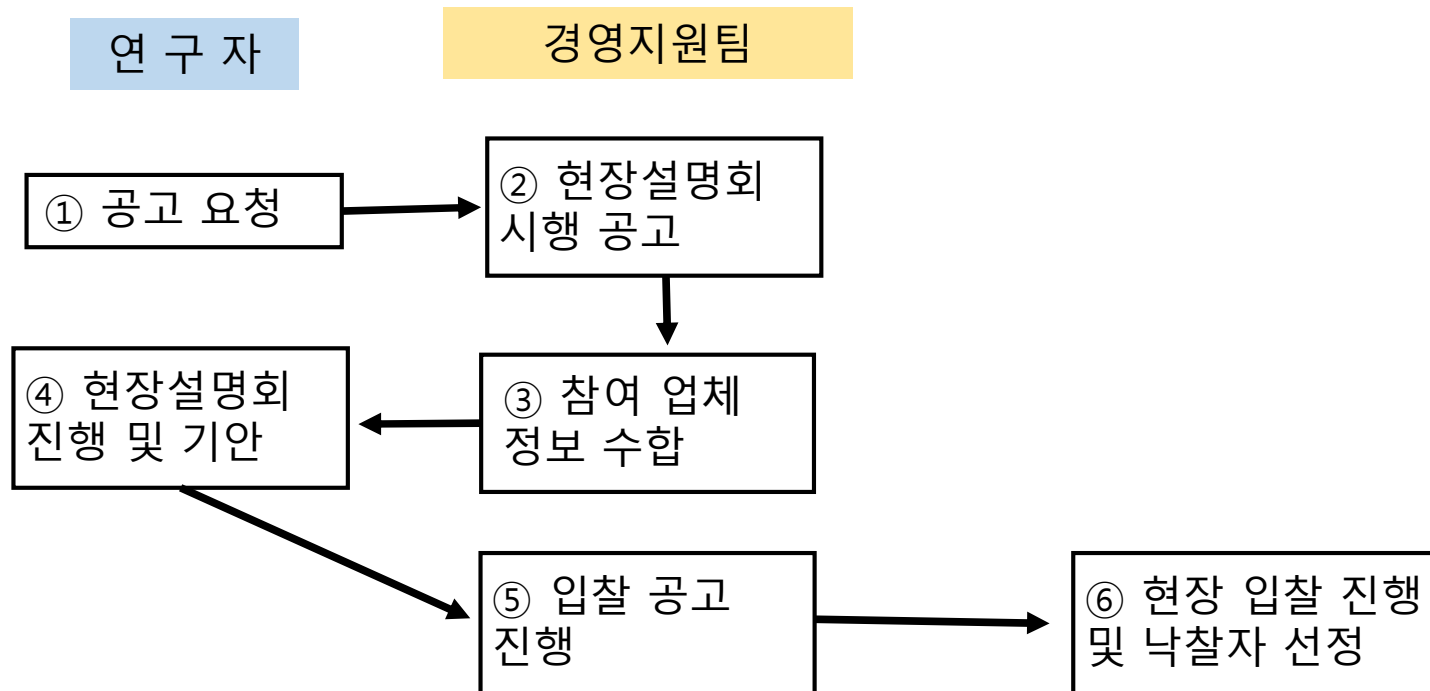 연 구 자
경영지원팀
① 공고 요청
② 현장설명회
시행 공고
③ 참여 업체
정보 수합
④ 현장설명회
진행 및 기안
⑤ 입찰 공고
진행
⑥ 현장 입찰 진행
및 낙찰자 선정